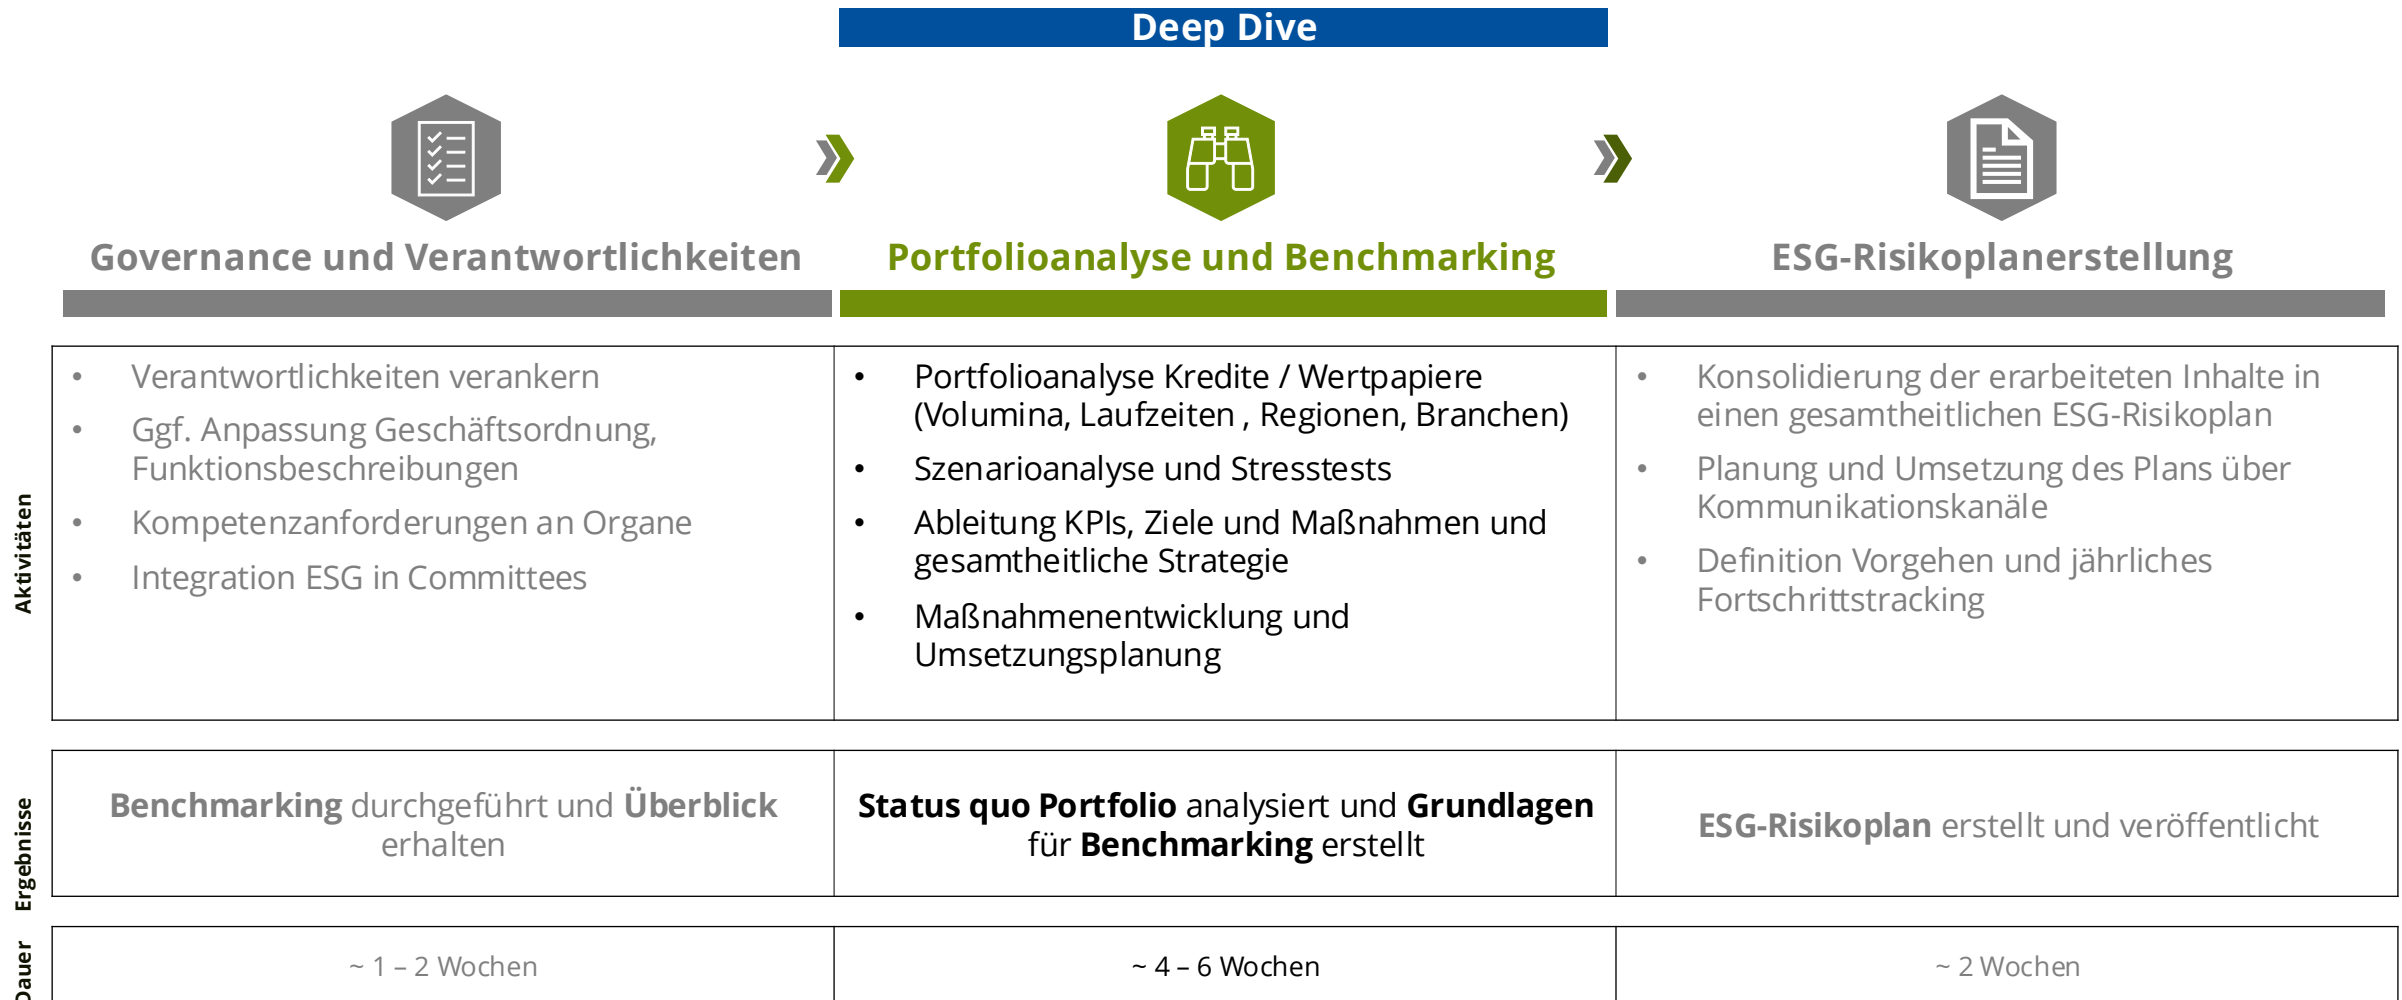 Deep Dive
Governance und Verantwortlichkeiten
Portfolioanalyse und Benchmarking
ESG-Risikoplanerstellung
Aktivitäten
• Verantwortlichkeiten verankern
• Ggf. Anpassung Geschäftsordnung,
Funktionsbeschreibungen
• Kompetenzanforderungen an Organe
• Integration ESG in Committees
• Portfolioanalyse Kredite / Wertpapiere
(Volumina, Laufzeiten , Regionen, Branchen)
• Szenarioanalyse und Stresstests
• Ableitung KPIs, Ziele und Maßnahmen und
gesamtheitliche Strategie
• Maßnahmenentwicklung und
Umsetzungsplanung
• Konsolidierung der erarbeiteten Inhalte in
einen gesamtheitlichen ESG-Risikoplan
• Planung und Umsetzung des Plans über
Kommunikationskanäle
• Definition Vorgehen und jährliches
Fortschrittstracking
Ergebnisse
Benchmarking durchgeführt und Überblick
erhalten
Status quo Portfolio analysiert und Grundlagen
für Benchmarking erstellt
ESG-Risikoplan erstellt und veröffentlicht
Dauer
~ 1 – 2 Wochen
~ 4 – 6 Wochen
~ 2 Wochen